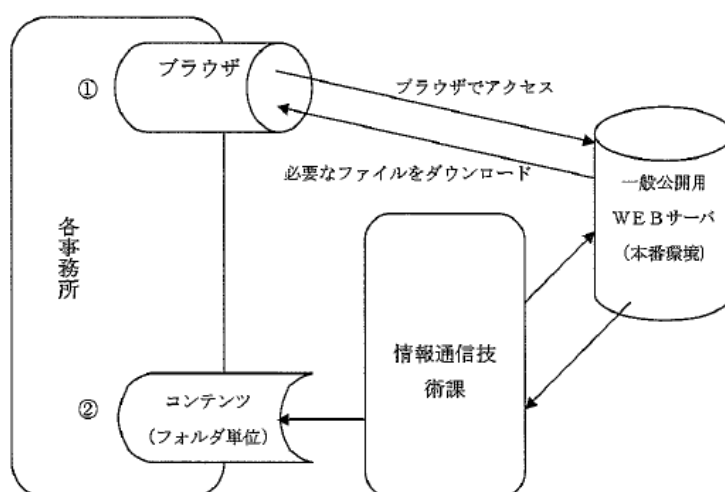 ①
ブラウザ
ブラウザでアクセス
必要なファイルをダウンロード
一般公開用
WEBサーバ
(本番環境)
各事務所
情報通信技
術課
②
コンテンツ
(フォルダ単位)